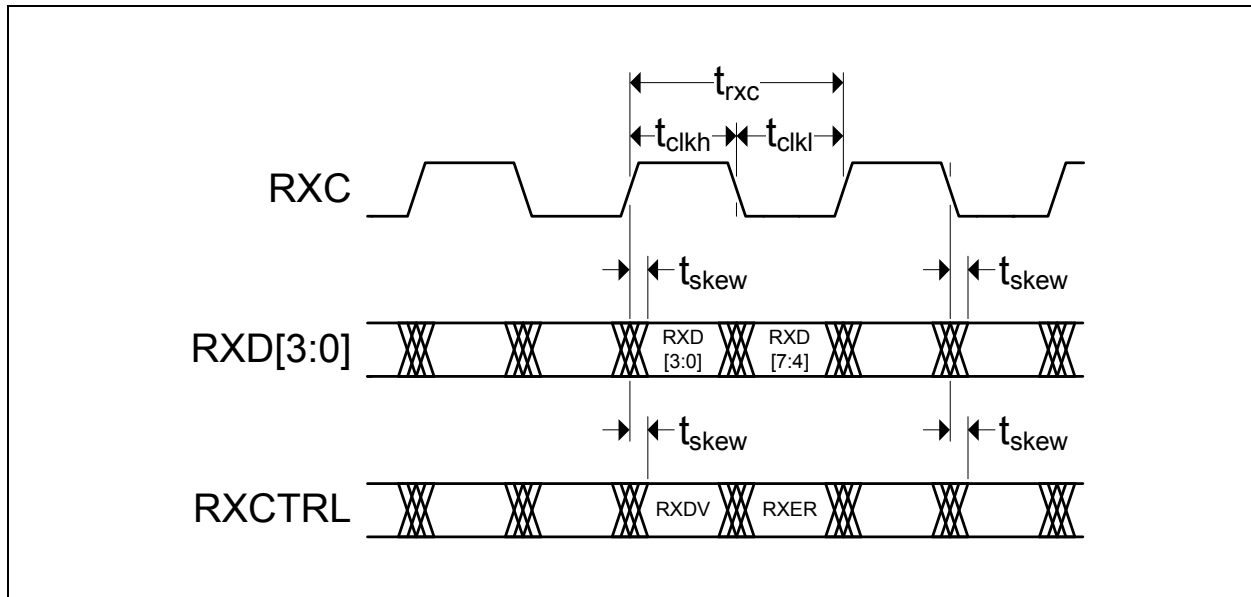 trxc
tclkh tclkl
RXC
tskew tskew
RXD[3:0] RXD RXD
[3:0] [7:4]
tskew tskew
RXCTRL RXDV RXER